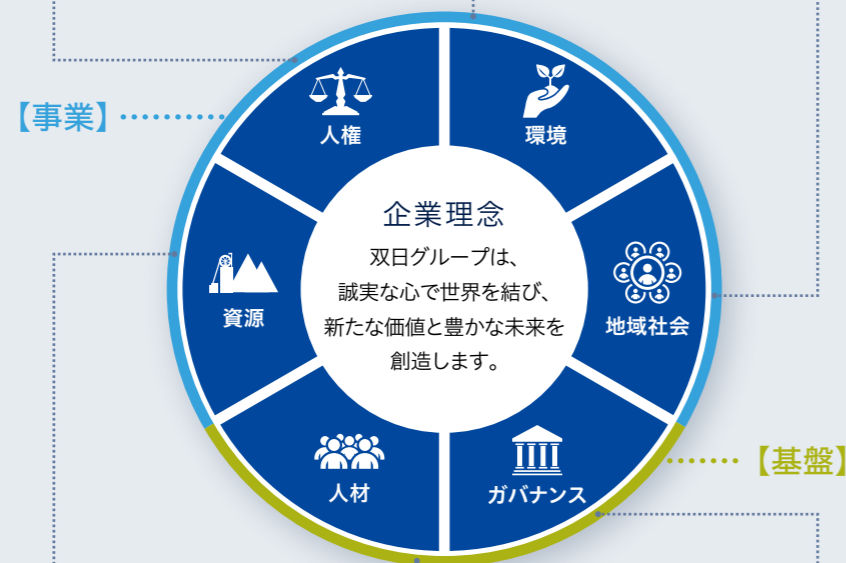 【事業】
人権
環境
企業理念
双日グループは、
誠実な心で世界を結び、
新たな価値と豊かな未来を
創造します。
資源
地域社会
【基盤】
人材
ガバナンス